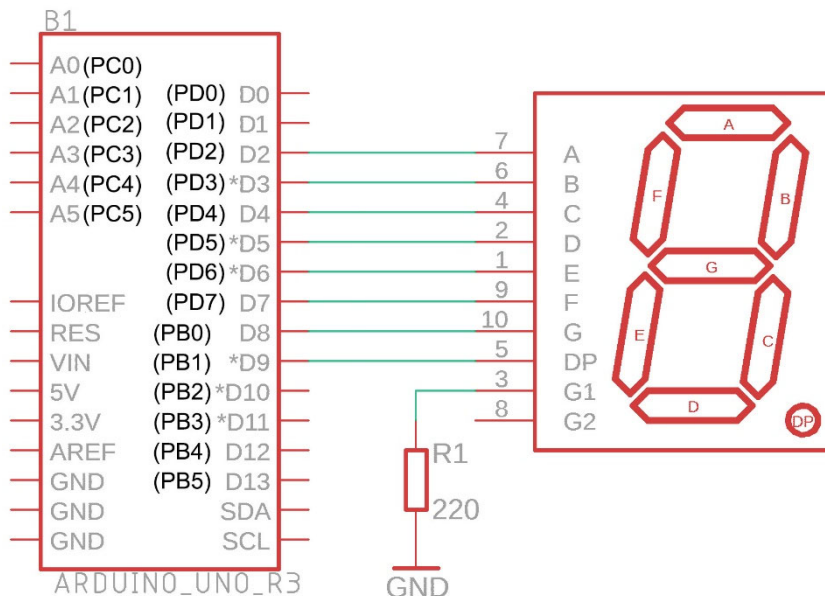 B1
A0 (PC0)
A1 (PC1) (PD0) D0
A2 (PC2) (PD1) D1
A3 (PC3) (PD2) D2 7 A
A4 (PC4) (PD3) *D3 6 B
A5 (PC5) (PD4) D4 4 C
(PD5) *D5 2 D
(PD6) *D6 1 E
IOREF (PD7) D7 9 F
RES (PB0) D8 10 G
VIN (PB1) *D9 5 DP
5V (PB2) *D10 3 G1
3.3V (PB3) *D11 8 G2
AREF (PB4) D12
GND (PB5) D13
GND SDA
GND SCL
ARDUINO_UNO_R3
R1
220
GND
A
F
B
G
E
C
D
DP